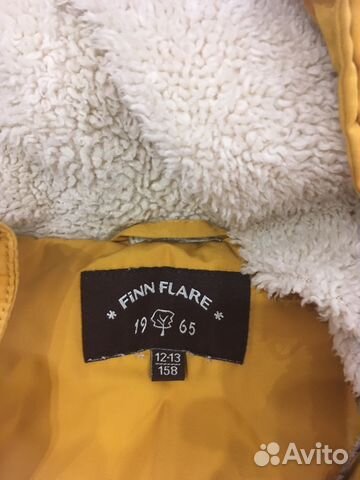 * FiNN FLARE *
19 65
12-13
158
Avito